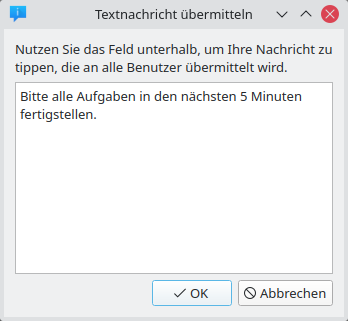 Textnachricht übermitteln
Nutzen Sie das Feld unterhalb, um Ihre Nachricht zu
tippen, die an alle Benutzer übermittelt wird.
Bitte alle Aufgaben in den nächsten 5 Minuten
fertigstellen.
OK
Abbrechen